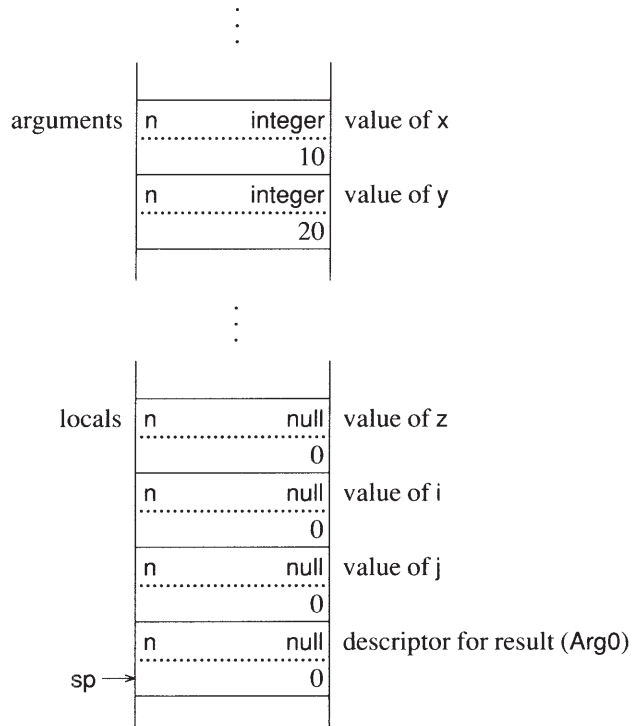 arguments n integer value of x
10
n integer value of y
20
locals n null value of z
0
n null value of i
0
n null value of j
0
n null descriptor for result (Arg0)
sp 0